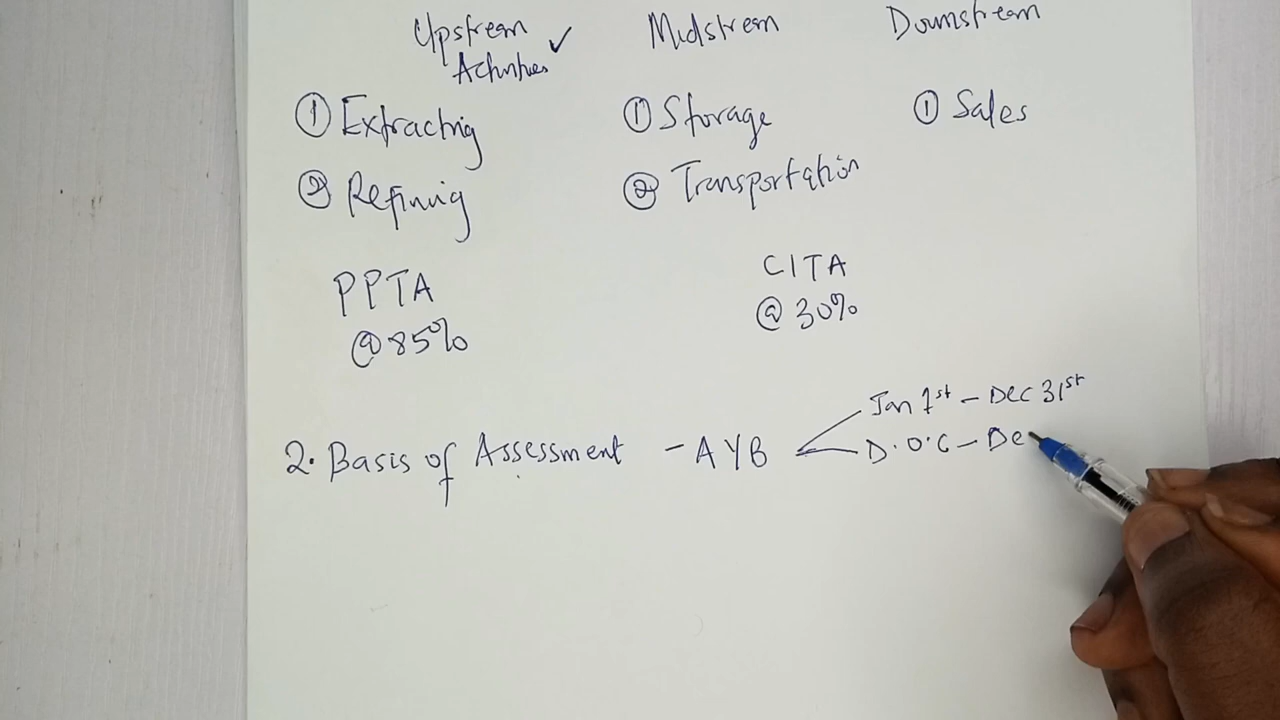 Upstream Midstream Downstream
Activities ✓
① Extracting ① Storage ① Sales
② Refining ② Transportation
PPTA CITA
@ 85% @ 30%
2. Basis of Assessment - AYB Jan 1st - Dec 31st
D.O.C - De